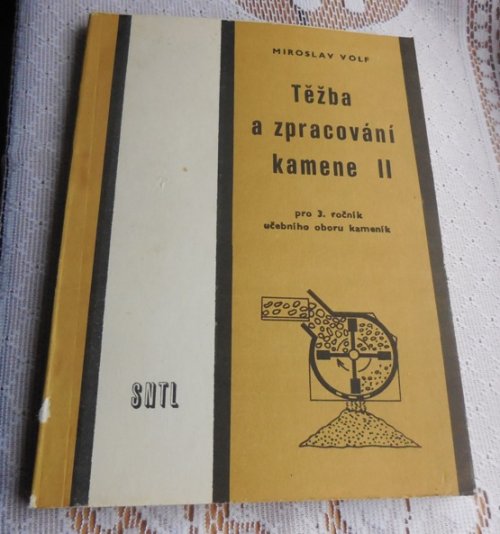 MIROSLAV VOLF
Těžba
a zpracování
kamene II
pro 3. ročník
učebního oboru kameník
SNTL